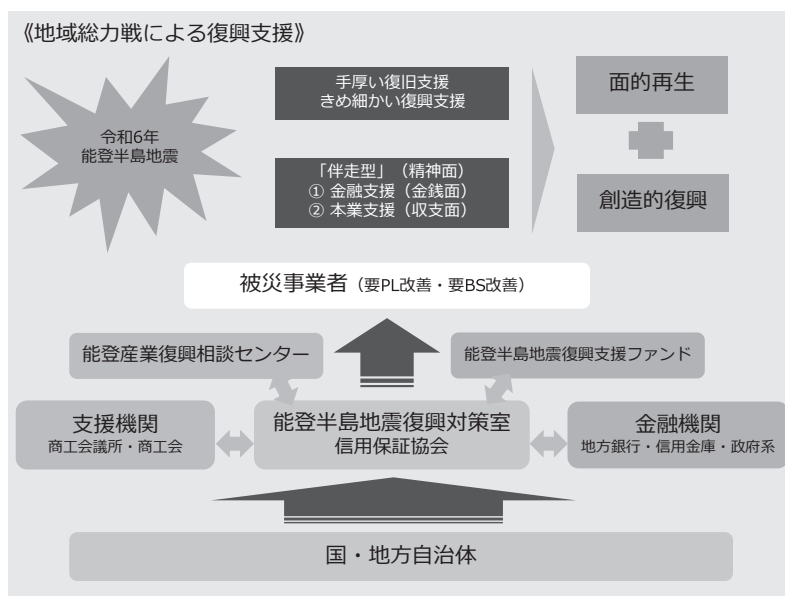 《地域総力戦による復興支援》
令和6年
能登半島地震
手厚い復旧支援
きめ細かい復興支援
「伴走型」（精神面）
① 金融支援（金銭面）
② 本業支援（収支面）
面的再生
創造的復興
被災事業者（要PL改善・要BS改善）
能登産業復興相談センター
能登半島地震復興支援ファンド
支援機関
商工会議所・商工会
能登半島地震復興対策室
信用保証協会
金融機関
地方銀行・信用金庫・政府系
国・地方自治体